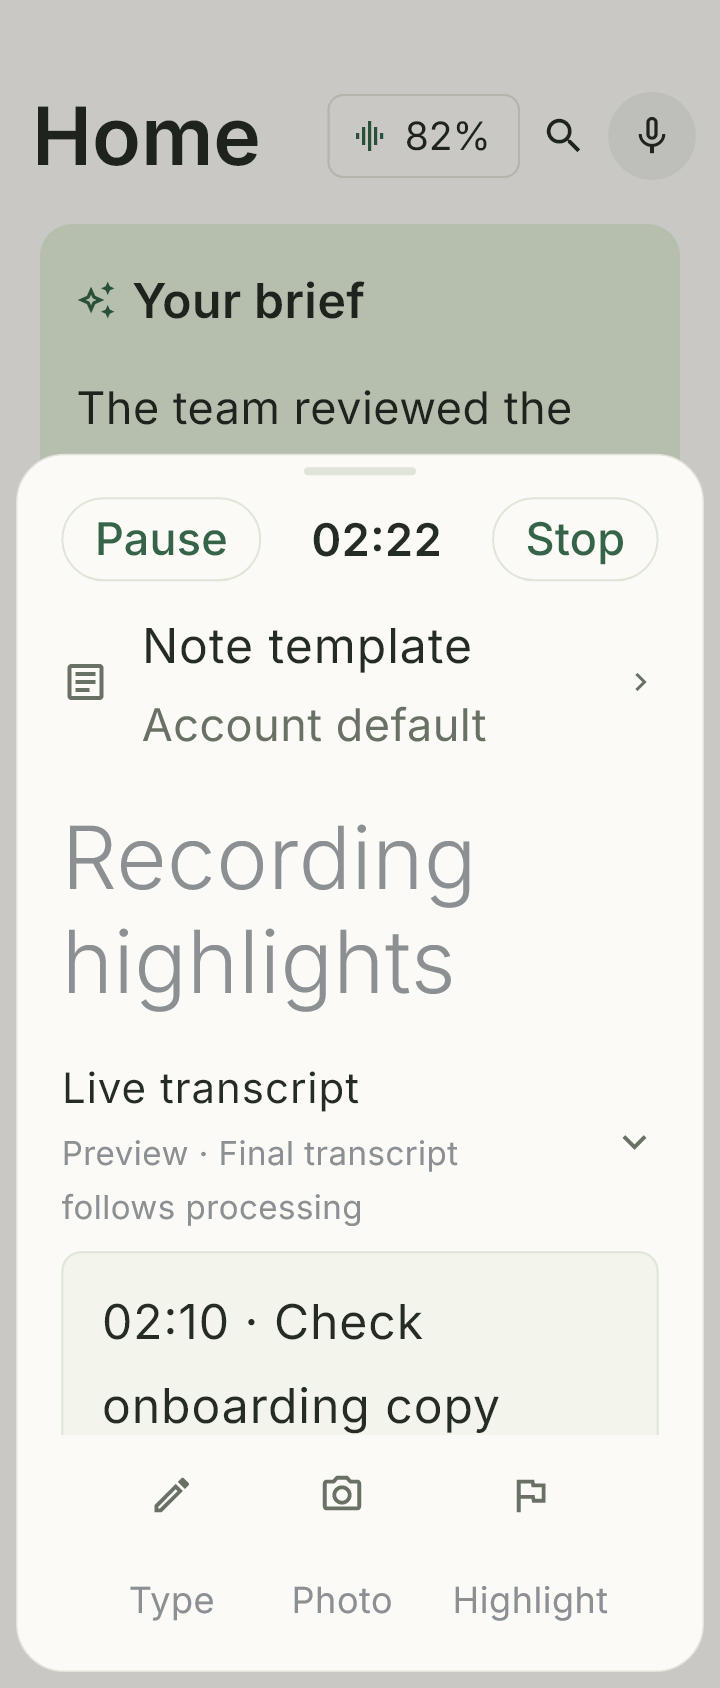 Home
82%
Your brief
The team reviewed the
Pause
02:22
Stop
Note template
Account default
Recording
highlights
Live transcript
Preview · Final transcript
follows processing
02:10 · Check
onboarding copy
Type
Photo
Highlight